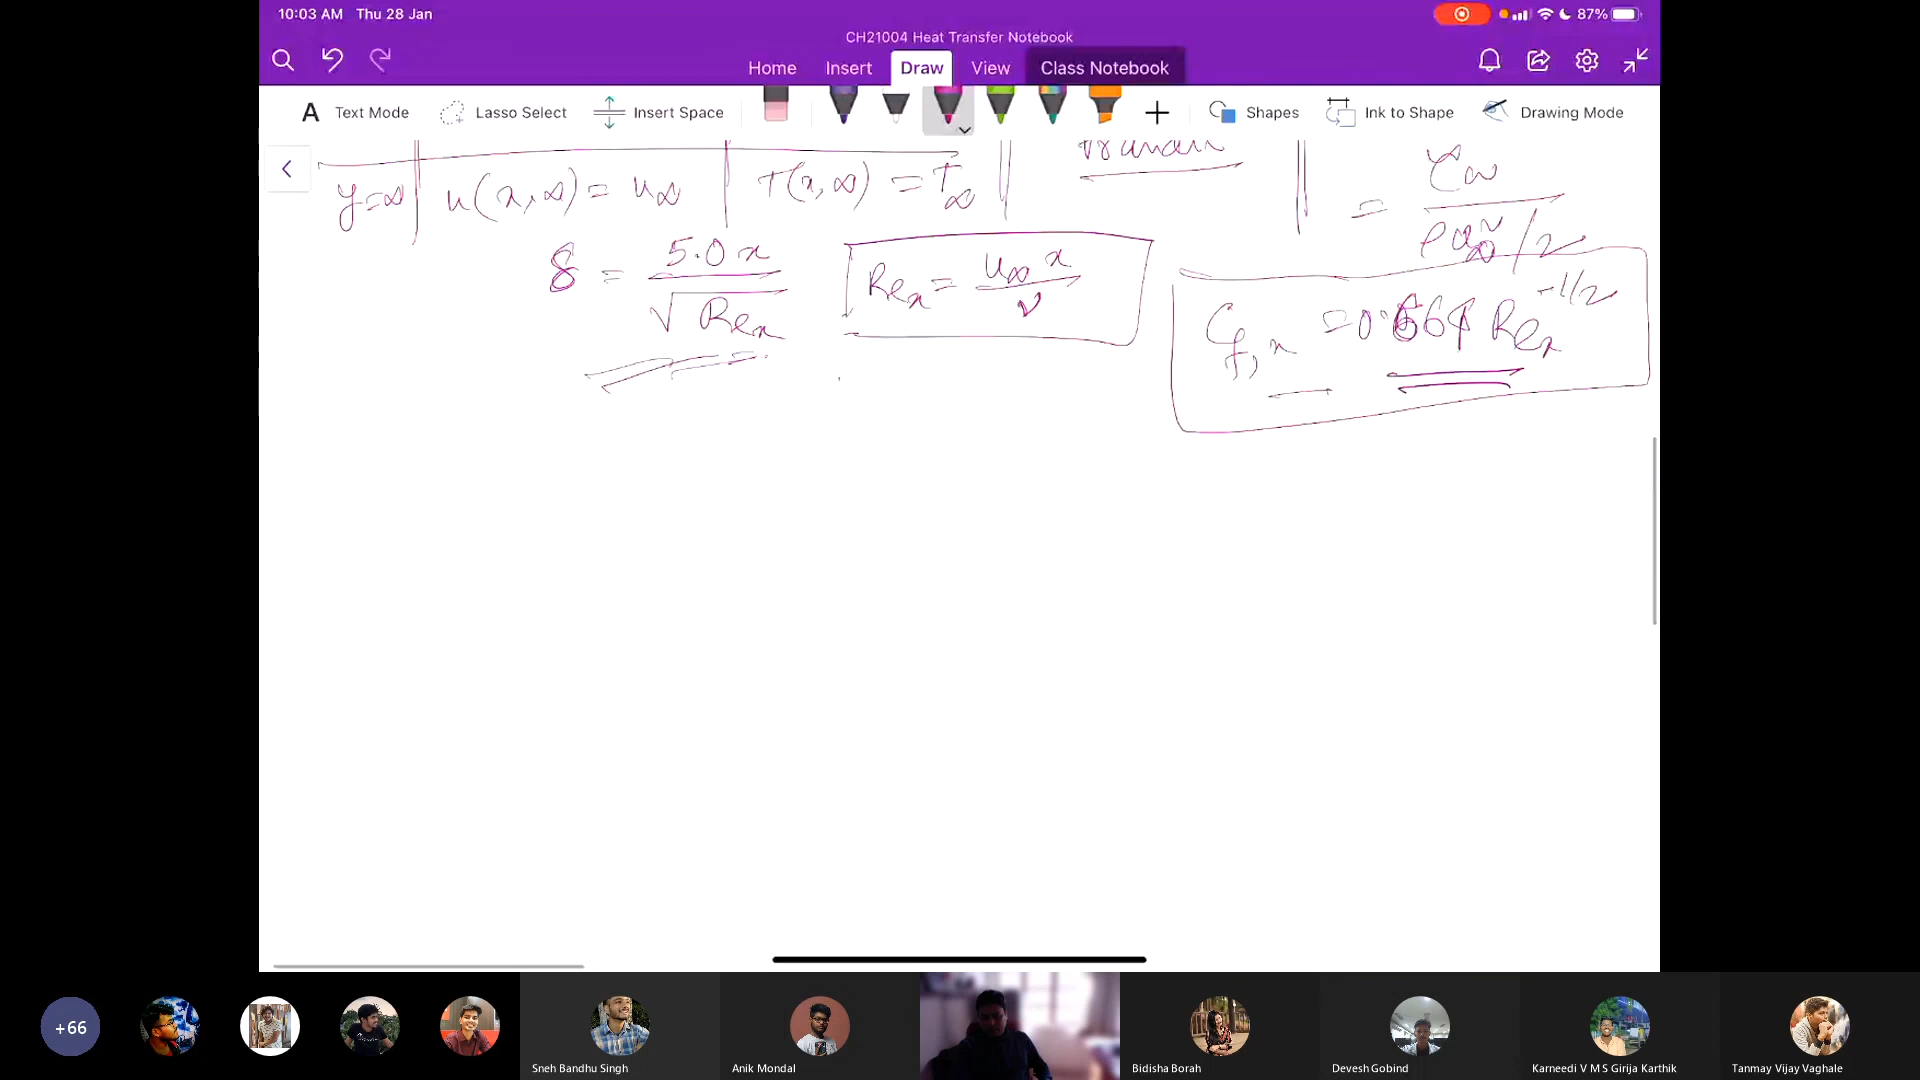 10:03 AM Thu 28 Jan
87%
CH21004 Heat Transfer Notebook
Home Insert Draw View Class Notebook
A Text Mode Lasso Select Insert Space Shapes Ink to Shape Drawing Mode
y=∞ u(x,∞) = u∞ T(x,∞) = T∞
= τw / (ρu∞²/2)
δ = 5.0 x / √Rex
Rex = u∞ x / ν
Cf,x = 0.664 Rex^-1/2
+66
Sneh Bandhu Singh
Anik Mondal
Bidisha Borah
Devesh Gobind
Karneedi V M S Girija Karthik
Tanmay Vijay Vaghale